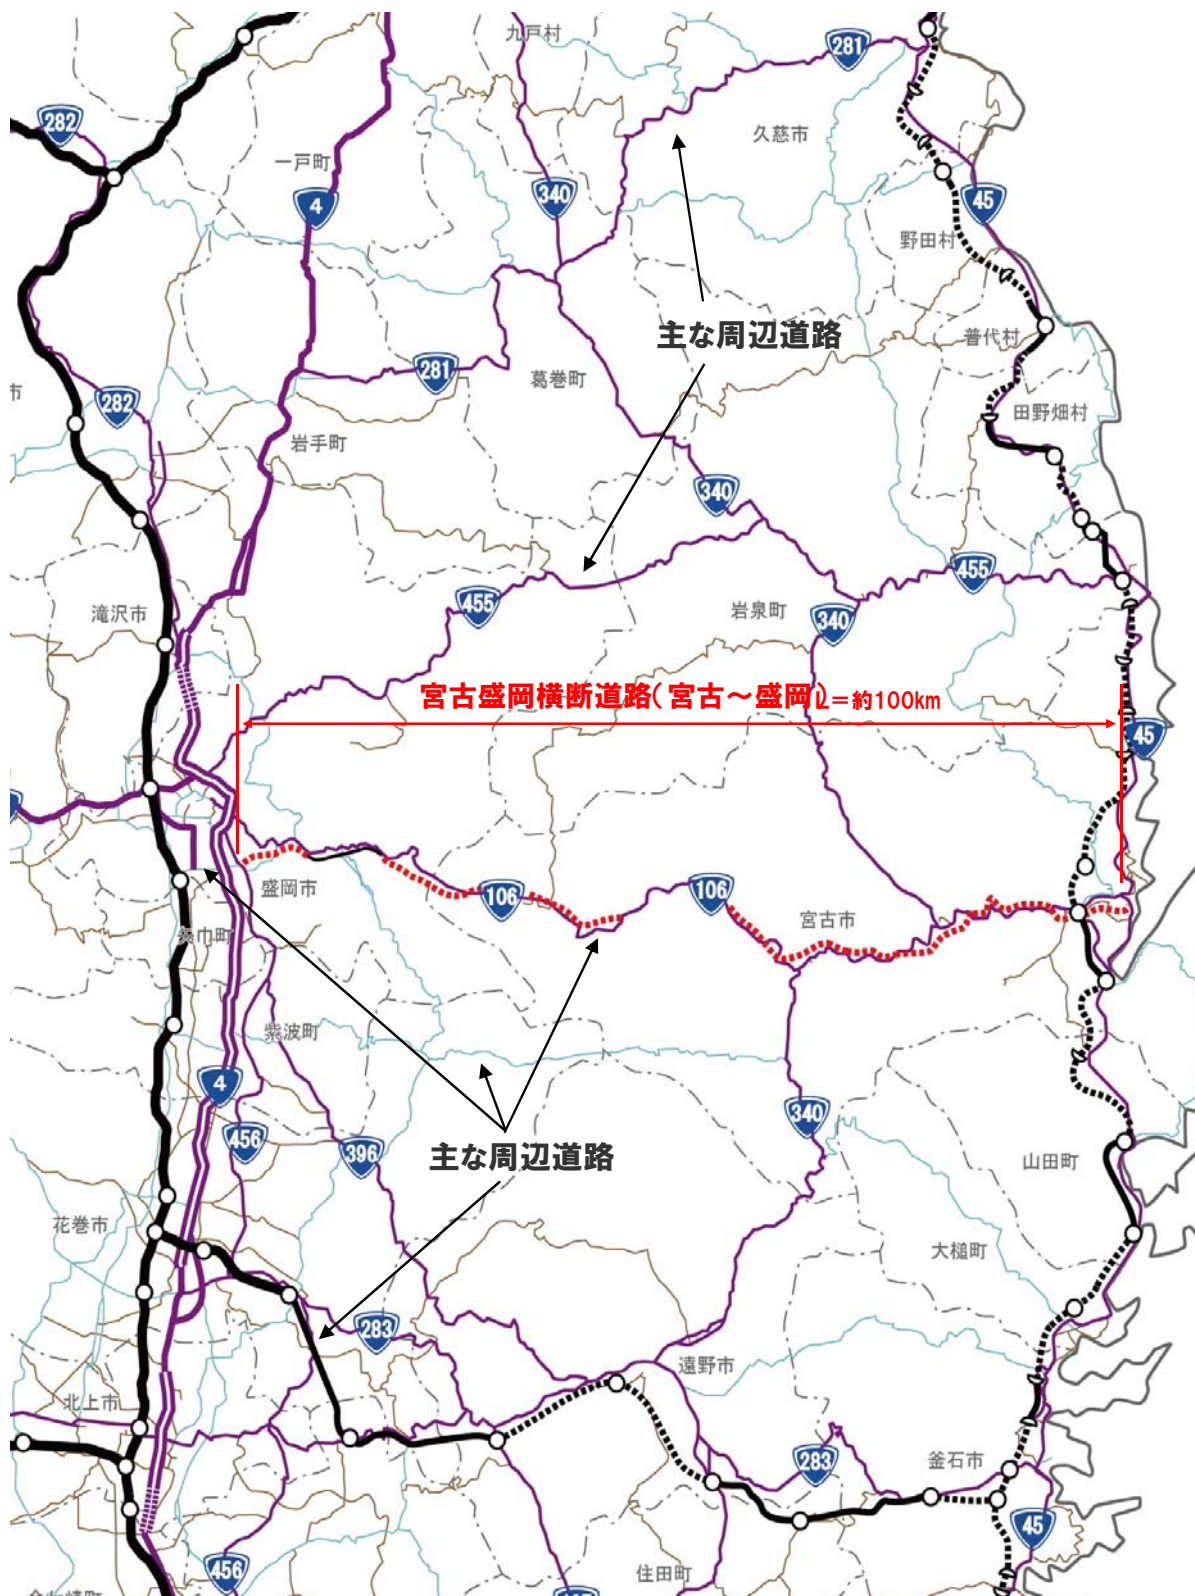 九戸村
281
282
久慈市
一戸町
340
4
45
野田村
主な周辺道路
普代村
281
葛巻町
282
市
田野畑村
岩手町
340
455
455
滝沢市
岩泉町
340
宮古盛岡横断道路(宮古～盛岡)L=約100km
45
盛岡市
106
106
宮古市
紫波町
4
340
456
396
主な周辺道路
山田町
花巻市
大槌町
283
遠野市
北上市
283
釜石市
45
456
住田町